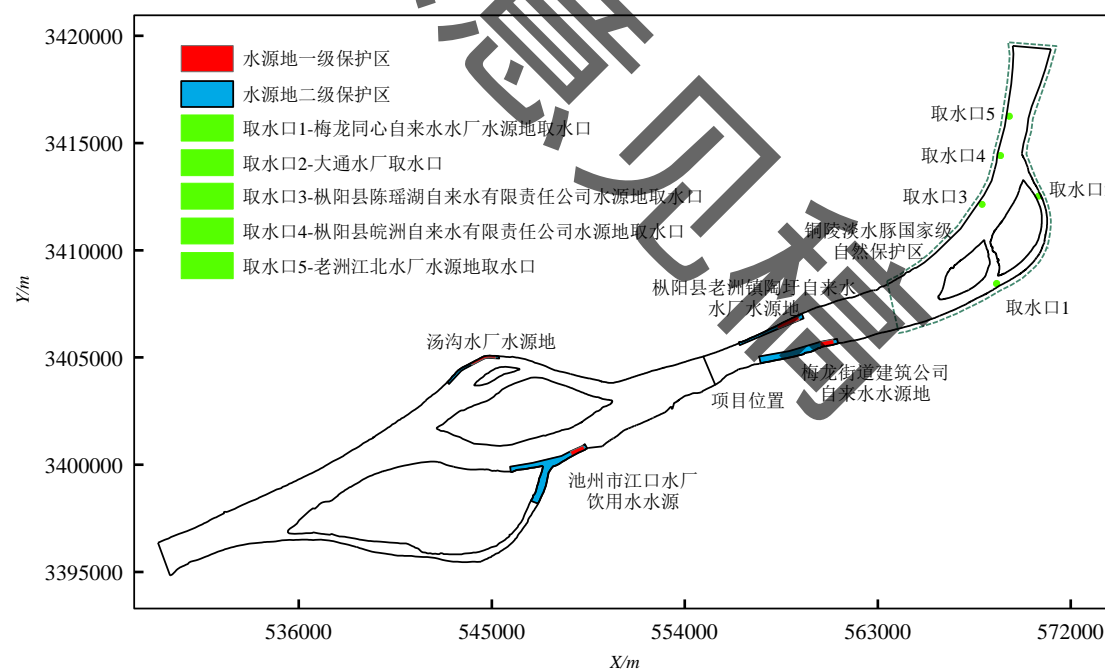 3420000
3415000
3410000
3405000
3400000
3395000
Y/m
水源地一级保护区
水源地二级保护区
取水口1-梅龙同心自来水水厂水源地取水口
取水口2-大通水厂取水口
取水口3-枞阳县陈瑶湖自来水有限责任公司水源地取水口
取水口4-枞阳县皖洲自来水有限责任公司水源地取水口
取水口5-老洲江北水厂水源地取水口
取水口5
取水口4
取水口3
取水口
铜陵淡水豚国家级
自然保护区
取水口1
枞阳县老洲镇陶圩自来水
水厂水源地
汤沟水厂水源地
梅龙街道建筑公司
自来水水源地
项目位置
池州市江口水厂
饮用水水源
536000
545000
554000
563000
572000
X/m
意见稿